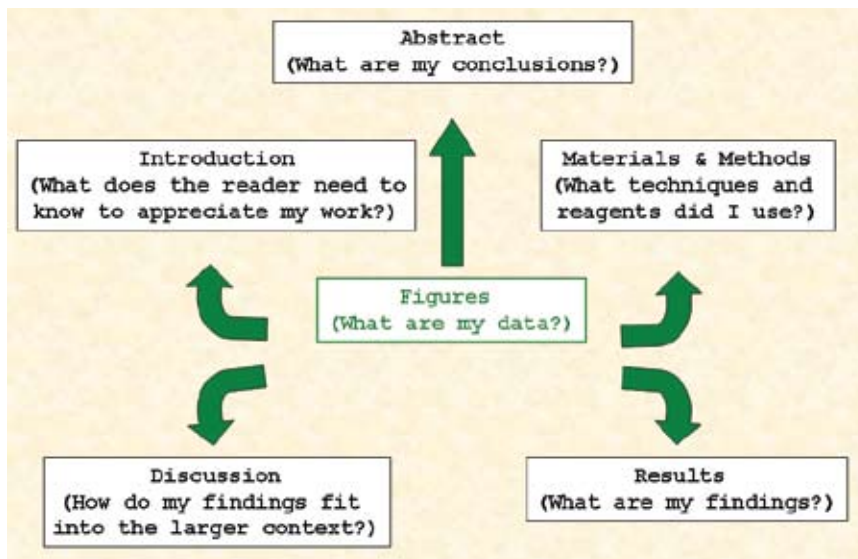 Abstract
(What are my conclusions?)
Introduction
(What does the reader need to
know to appreciate my work?)
Materials & Methods
(What techniques and
reagents did I use?)
Figures
(What are my data?)
Discussion
(How do my findings fit
into the larger context?)
Results
(What are my findings?)